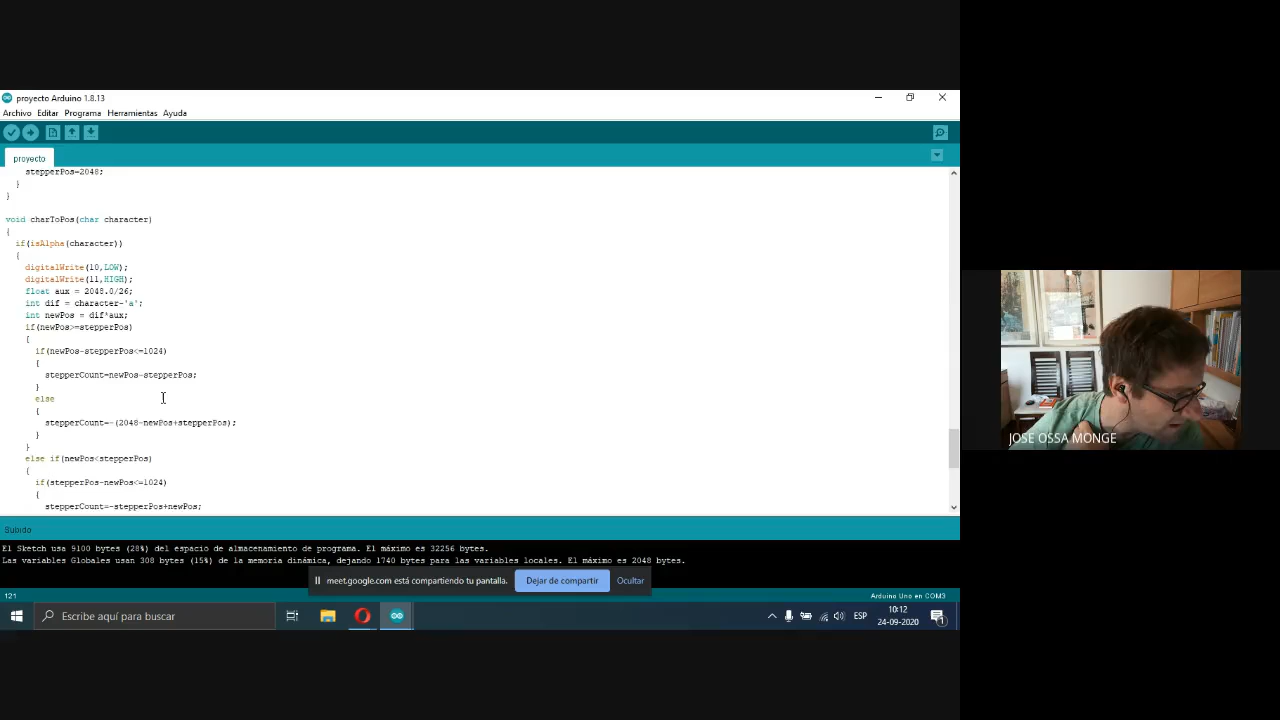 proyecto Arduino 1.8.13
Archivo Editar Programa Herramientas Ayuda
proyecto
stepperPos=2048;
}
}
void charToPos(char character)
{
if(isAlpha(character))
{
digitalWrite(10,LOW);
digitalWrite(11,HIGH);
float aux = 2048.0/26;
int dif = character-'a';
int newPos = dif*aux;
if(newPos>=stepperPos)
{
if(newPos-stepperPos<=1024)
{
stepperCount=newPos-stepperPos;
}
else
{
stepperCount=-(2048-newPos+stepperPos);
}
}
else if(newPos<stepperPos)
{
if(stepperPos-newPos<=1024)
{
stepperCount=-stepperPos+newPos;
Subido
El Sketch usa 9100 bytes (28%) del espacio de almacenamiento de programa. El máximo es 32256 bytes.
Las variables Globales usan 308 bytes (15%) de la memoria dinámica, dejando 1740 bytes para las variables locales. El máximo es 2048 bytes.
meet.google.com está compartiendo tu pantalla.
Dejar de compartir
Ocultar
121
Arduino Uno en COM3
Escribe aquí para buscar
ESP
10:12
24-09-2020
1
JOSE OSSA MONGE